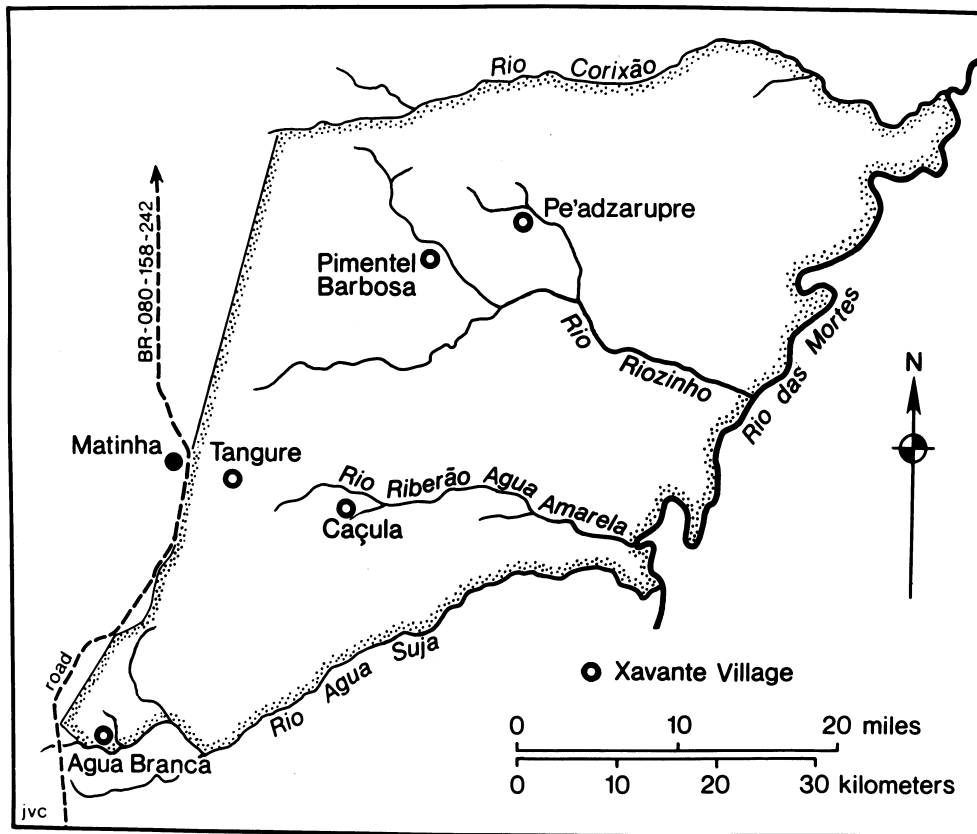 Rio Corixão
BR-080-158-242
Pe'adzarupre
Pimentel
Barbosa
Rio Riozinho
Rio das Mortes
N
Matinha
Tangure
Rio Riberão Agua Amarela
Caçula
road
Rio Agua Suja
Xavante Village
Agua Branca
0 10 20 miles
0 10 20 30 kilometers
jvc